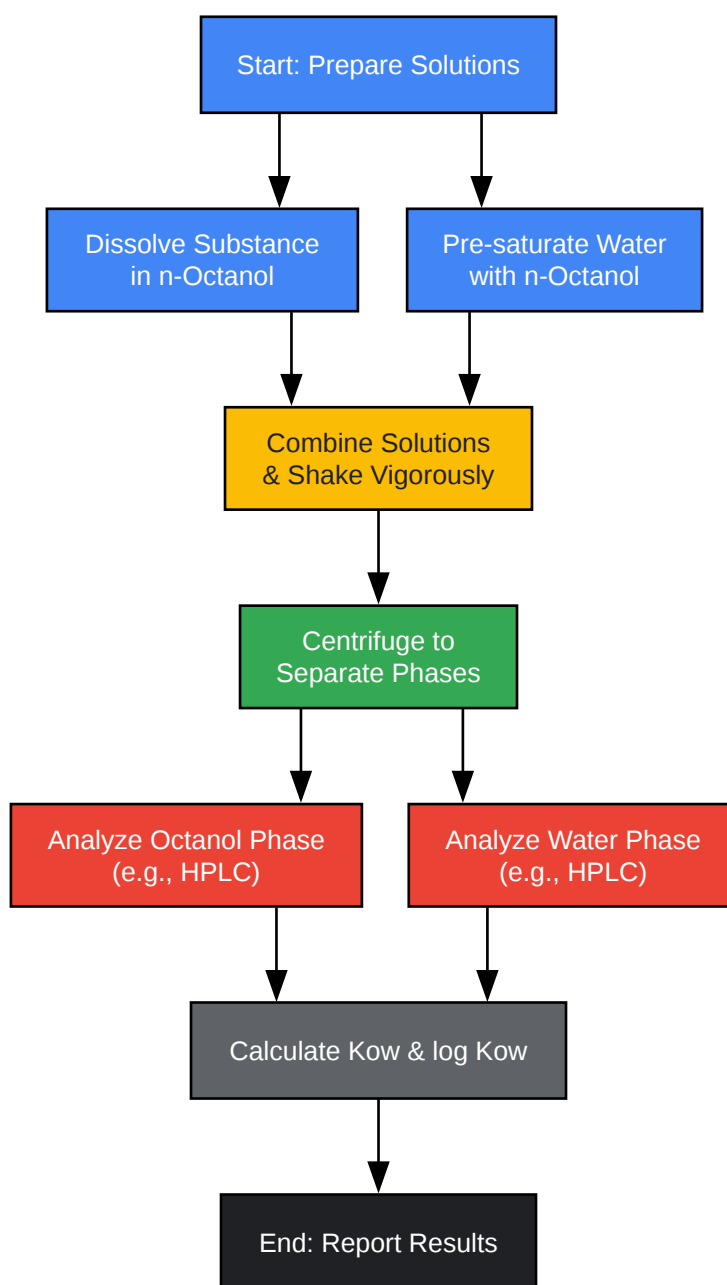 Start: Prepare Solutions
Dissolve Substance
in n-Octanol
Pre-saturate Water
with n-Octanol
Combine Solutions
& Shake Vigorously
Centrifuge to
Separate Phases
Analyze Octanol Phase
(e.g., HPLC)
Analyze Water Phase
(e.g., HPLC)
Calculate Kow & log Kow
End: Report Results